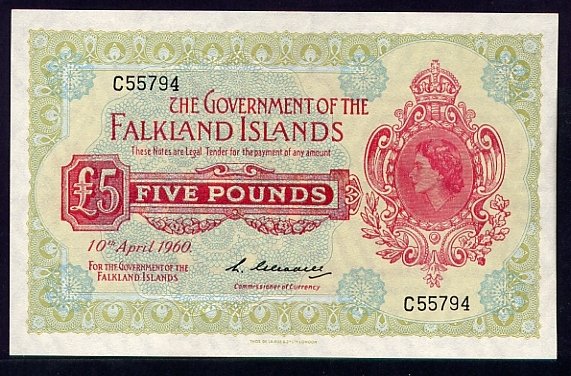 C55794
THE GOVERNMENT OF THE
FALKLAND ISLANDS
These Notes are Legal Tender for the payment of any amount
£5 FIVE POUNDS
10th April 1960.
FOR THE GOVERNMENT OF THE
FALKLAND ISLANDS
Commissioner of Currency
C55794